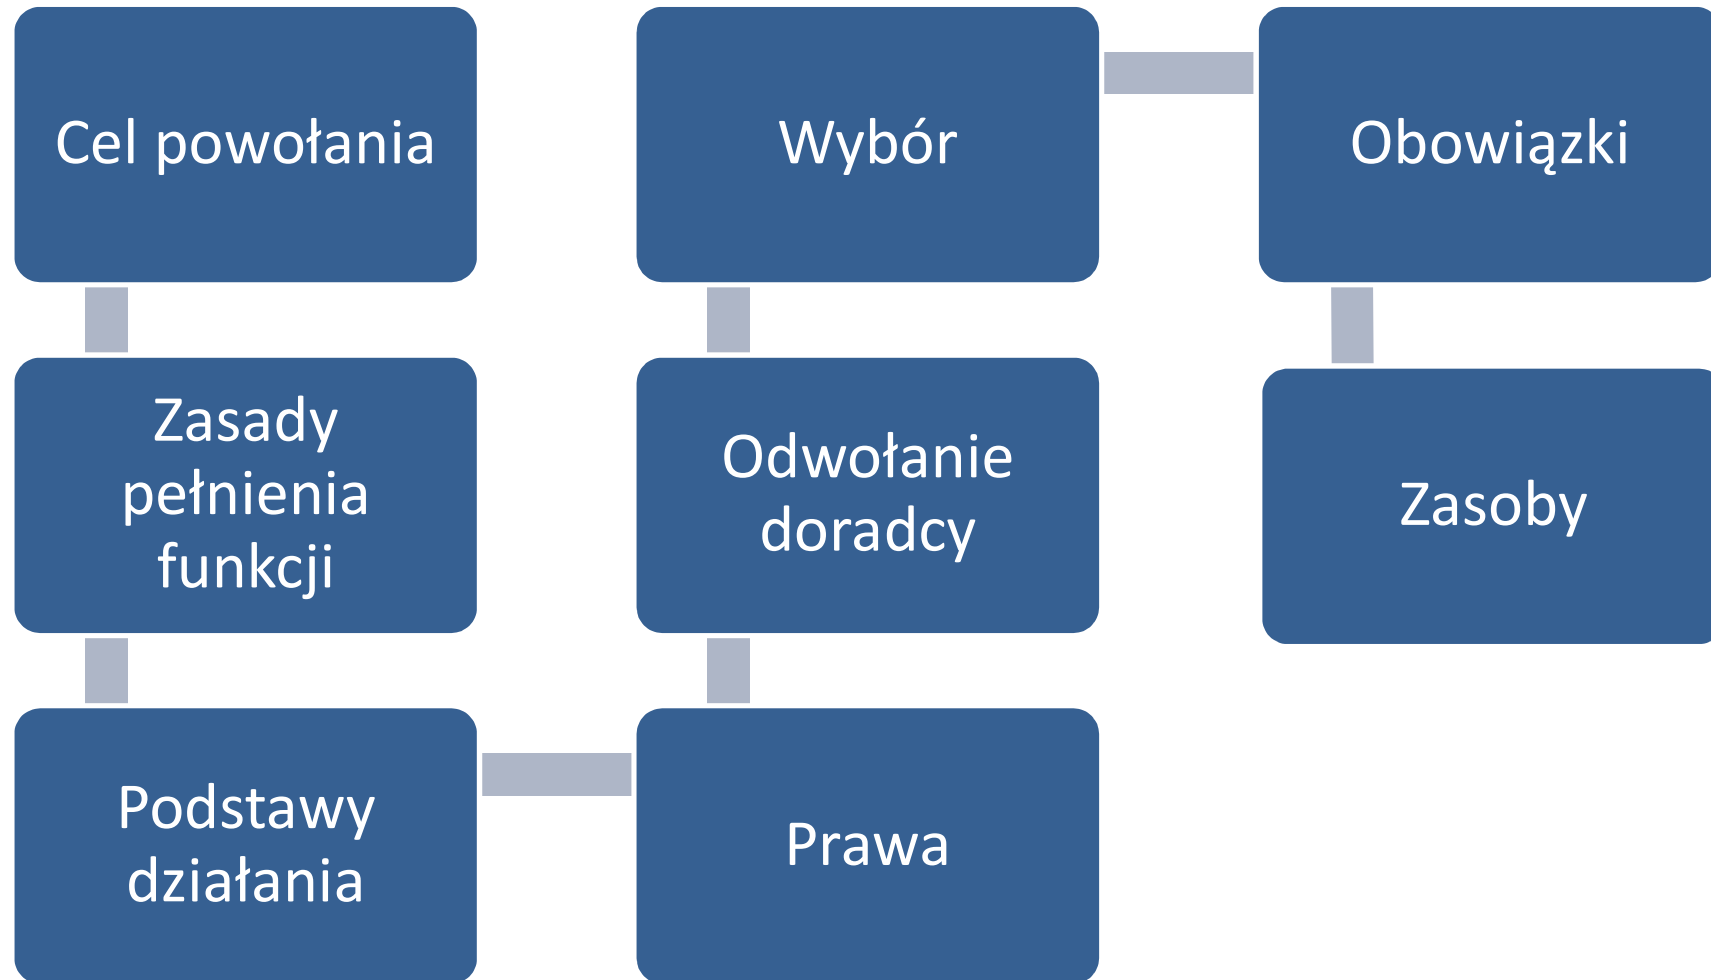 Cel powołania
Zasady
pełnienia
funkcji
Podstawy
działania
Prawa
Odwołanie
doradcy
Wybór
Obowiązki
Zasoby